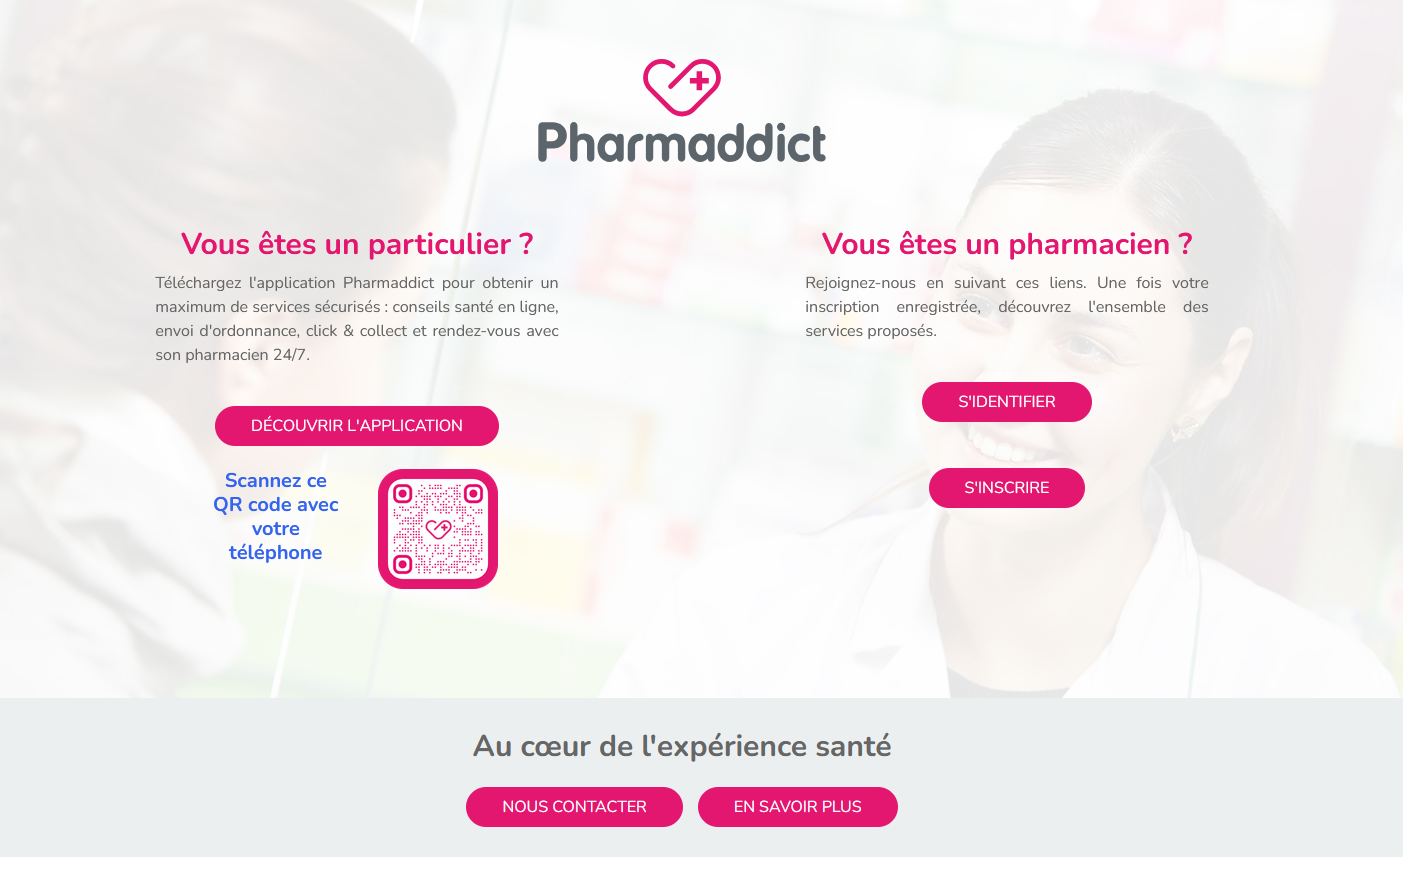 Pharmaddict
Vous êtes un particulier ?
Téléchargez l'application Pharmaddict pour obtenir un
maximum de services sécurisés : conseils santé en ligne,
envoi d'ordonnance, click & collect et rendez-vous avec
son pharmacien 24/7.
DÉCOUVRIR L'APPLICATION
Scannez ce
QR code avec
votre
téléphone
Vous êtes un pharmacien ?
Rejoignez-nous en suivant ces liens. Une fois votre
inscription enregistrée, découvrez l'ensemble des
services proposés.
S'IDENTIFIER
S'INSCRIRE
Au cœur de l'expérience santé
NOUS CONTACTER
EN SAVOIR PLUS